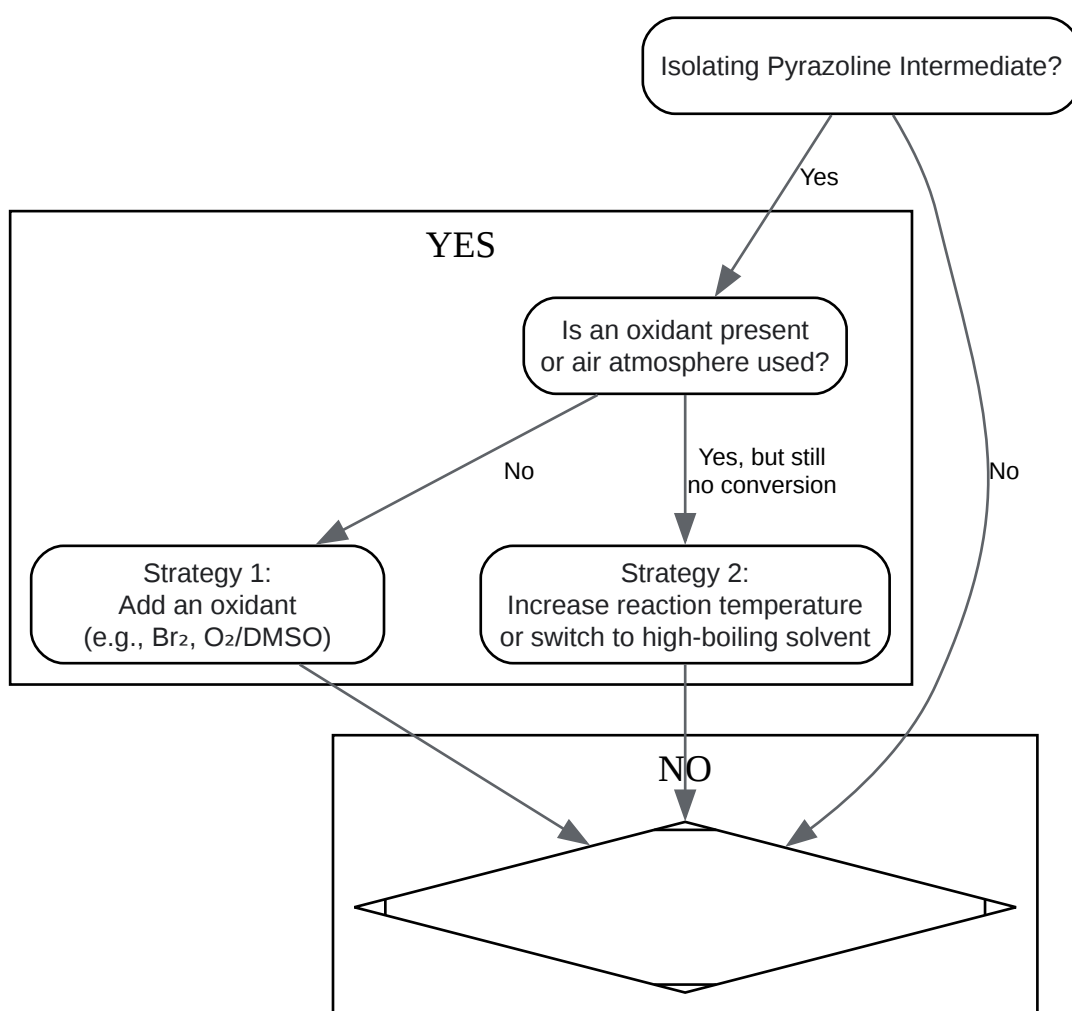 Isolating Pyrazoline Intermediate?
Yes
YES
Is an oxidant present
or air atmosphere used?
No
Yes, but still
no conversion
No
Strategy 1:
Add an oxidant
(e.g., Br₂, O₂/DMSO)
Strategy 2:
Increase reaction temperature
or switch to high-boiling solvent
NO